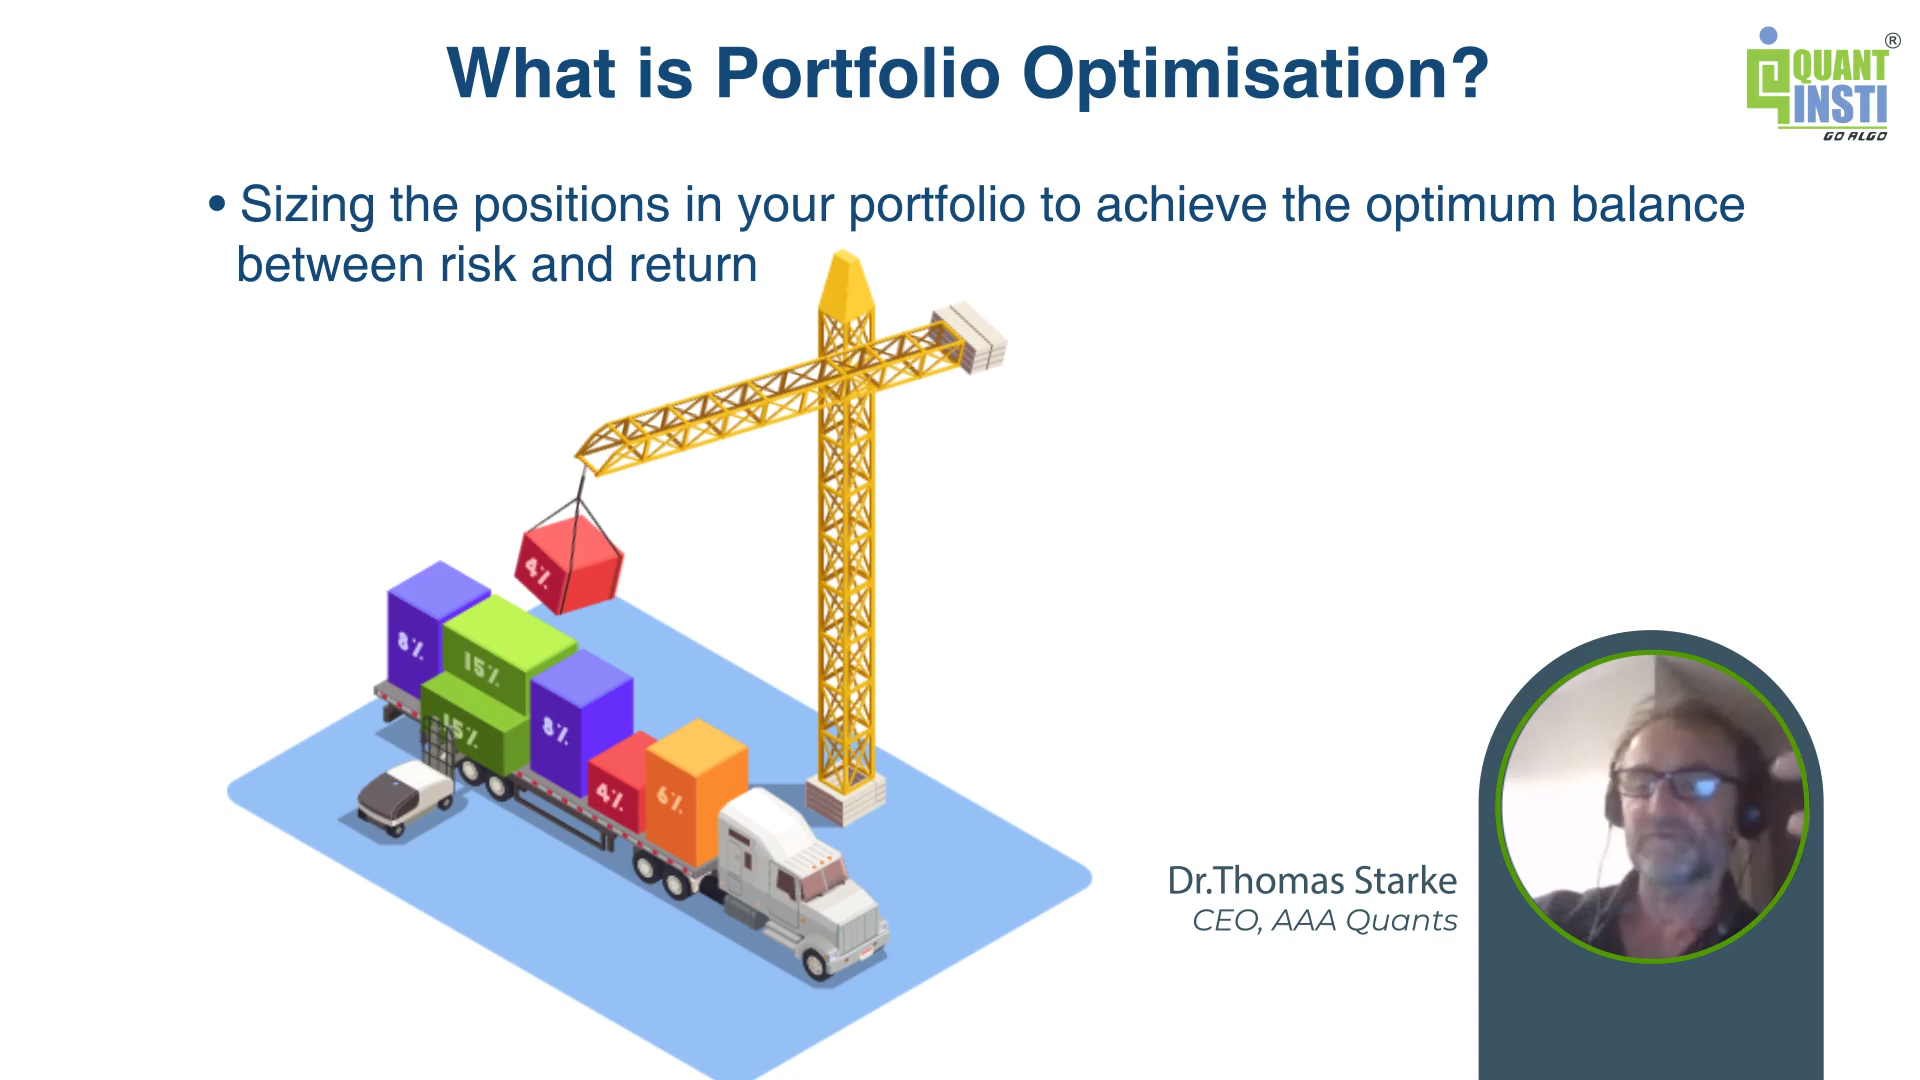 What is Portfolio Optimisation?
QUANT
INSTI
®
GO ALGO
• Sizing the positions in your portfolio to achieve the optimum balance
between risk and return
4%
8%
15%
15%
8%
4%
6%
Dr.Thomas Starke
CEO, AAA Quants